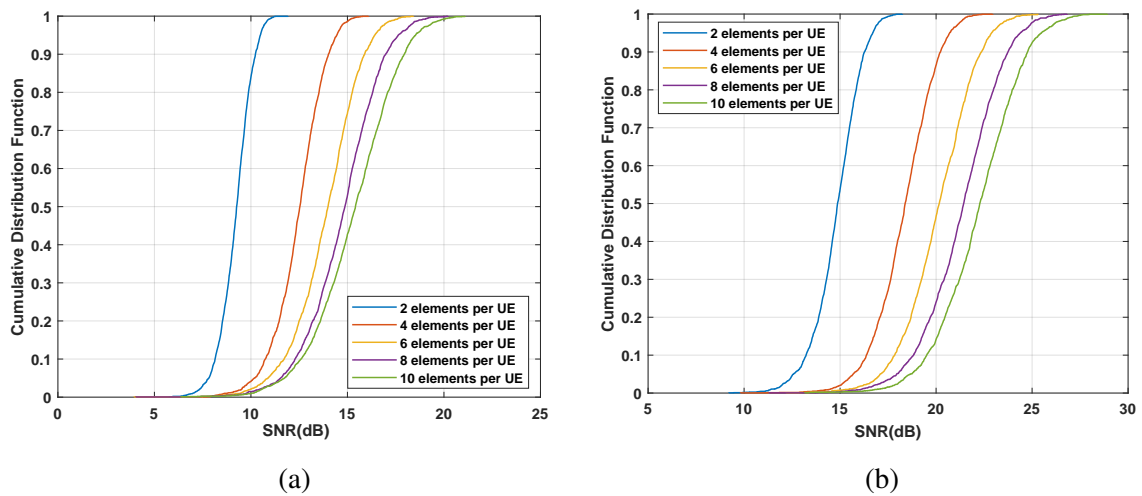 Cumulative Distribution Function
1
0.9
0.8
0.7
0.6
0.5
0.4
0.3
0.2
0.1
0
2 elements per UE
4 elements per UE
6 elements per UE
8 elements per UE
10 elements per UE
0 5 10 15 20 25
SNR(dB)
(a)
Cumulative Distribution Function
1
0.9
0.8
0.7
0.6
0.5
0.4
0.3
0.2
0.1
0
2 elements per UE
4 elements per UE
6 elements per UE
8 elements per UE
10 elements per UE
5 10 15 20 25 30
SNR(dB)
(b)